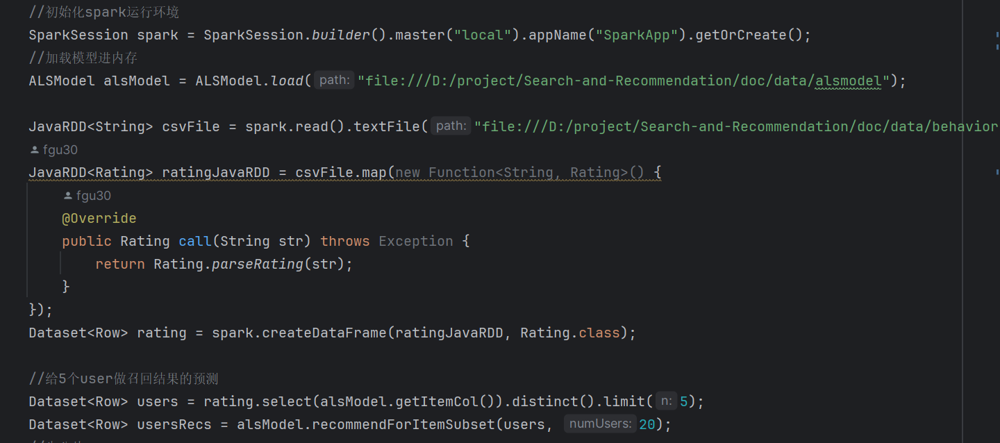 //初始化spark运行环境
SparkSession spark = SparkSession.builder().master("local").appName("SparkApp").getOrCreate();
//加载模型进内存
ALSModel alsModel = ALSModel.load( path: "file:///D:/project/Search-and-Recommendation/doc/data/alsmodel");
JavaRDD<String> csvFile = spark.read().textFile( path: "file:///D:/project/Search-and-Recommendation/doc/data/behavior
fgu30
JavaRDD<Rating> ratingJavaRDD = csvFile.map(new Function<String, Rating>() {
fgu30
@Override
public Rating call(String str) throws Exception {
return Rating.parseRating(str);
}
});
Dataset<Row> rating = spark.createDataFrame(ratingJavaRDD, Rating.class);
//给5个user做召回结果的预测
Dataset<Row> users = rating.select(alsModel.getItemCol()).distinct().limit( n: 5);
Dataset<Row> usersRecs = alsModel.recommendForItemSubset(users, numUsers: 20);